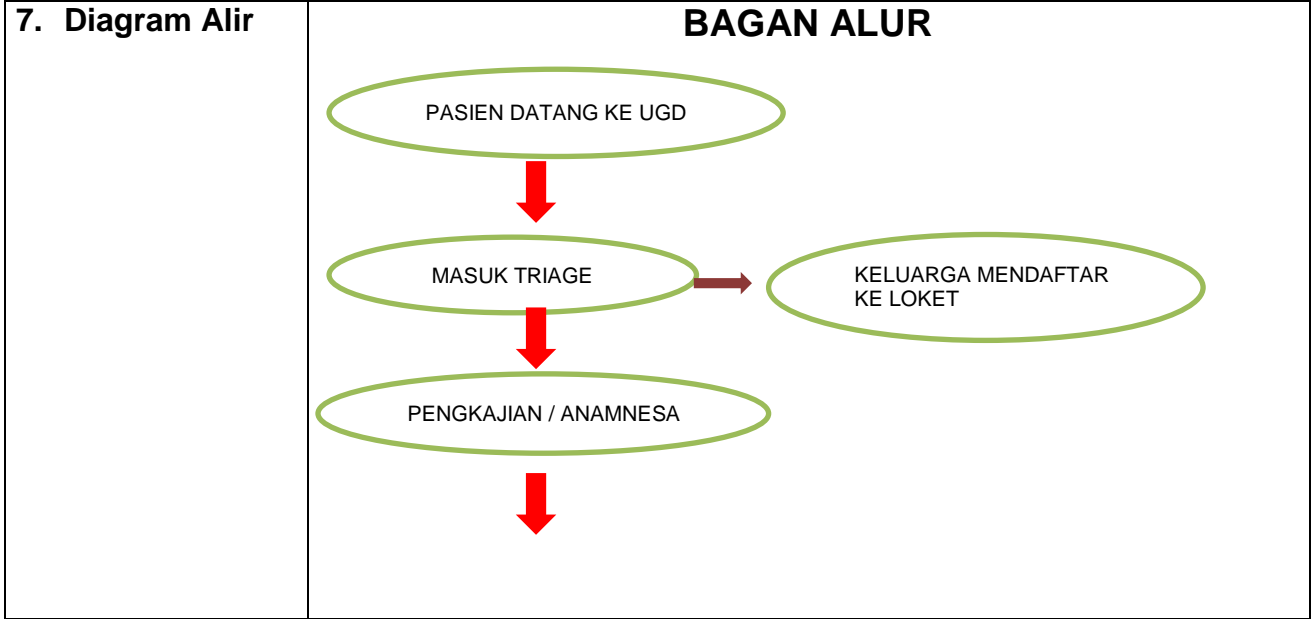 7. Diagram Alir
BAGAN ALUR
PASIEN DATANG KE UGD
MASUK TRIAGE
KELUARGA MENDAFTAR
KE LOKET
PENGKAJIAN / ANAMNESA